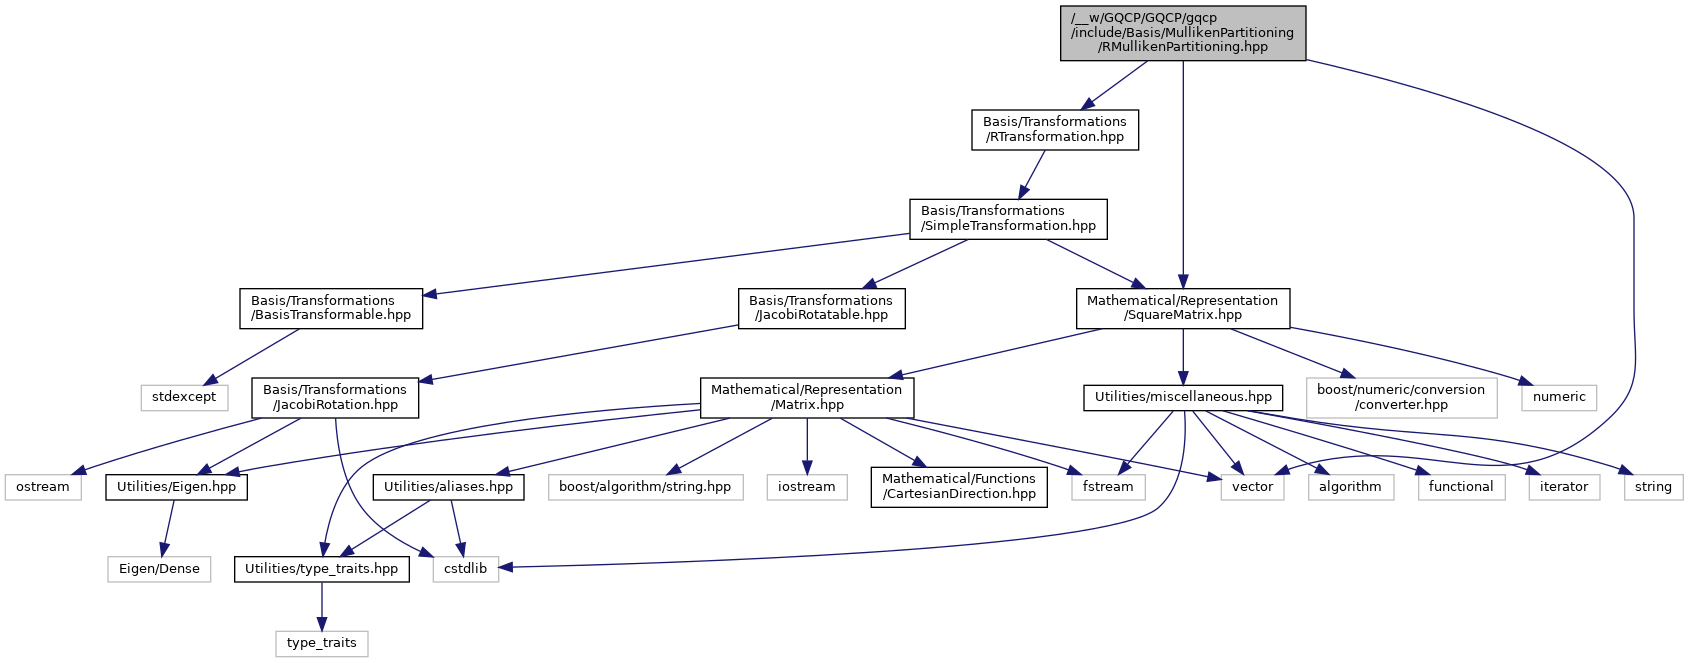 /__w/GQCP/GQCP/gqcp
/include/Basis/MullikenPartitioning
/RMullikenPartitioning.hpp
Basis/Transformations
/RTransformation.hpp
Basis/Transformations
/SimpleTransformation.hpp
Basis/Transformations
/BasisTransformable.hpp
Basis/Transformations
/JacobiRotatable.hpp
Mathematical/Representation
/SquareMatrix.hpp
stdexcept
Basis/Transformations
/JacobiRotation.hpp
Mathematical/Representation
/Matrix.hpp
Utilities/miscellaneous.hpp
boost/numeric/conversion
/converter.hpp
numeric
ostream
Utilities/Eigen.hpp
Utilities/aliases.hpp
boost/algorithm/string.hpp
iostream
Mathematical/Functions
/CartesianDirection.hpp
fstream
vector
algorithm
functional
iterator
string
Eigen/Dense
Utilities/type_traits.hpp
cstdlib
type_traits